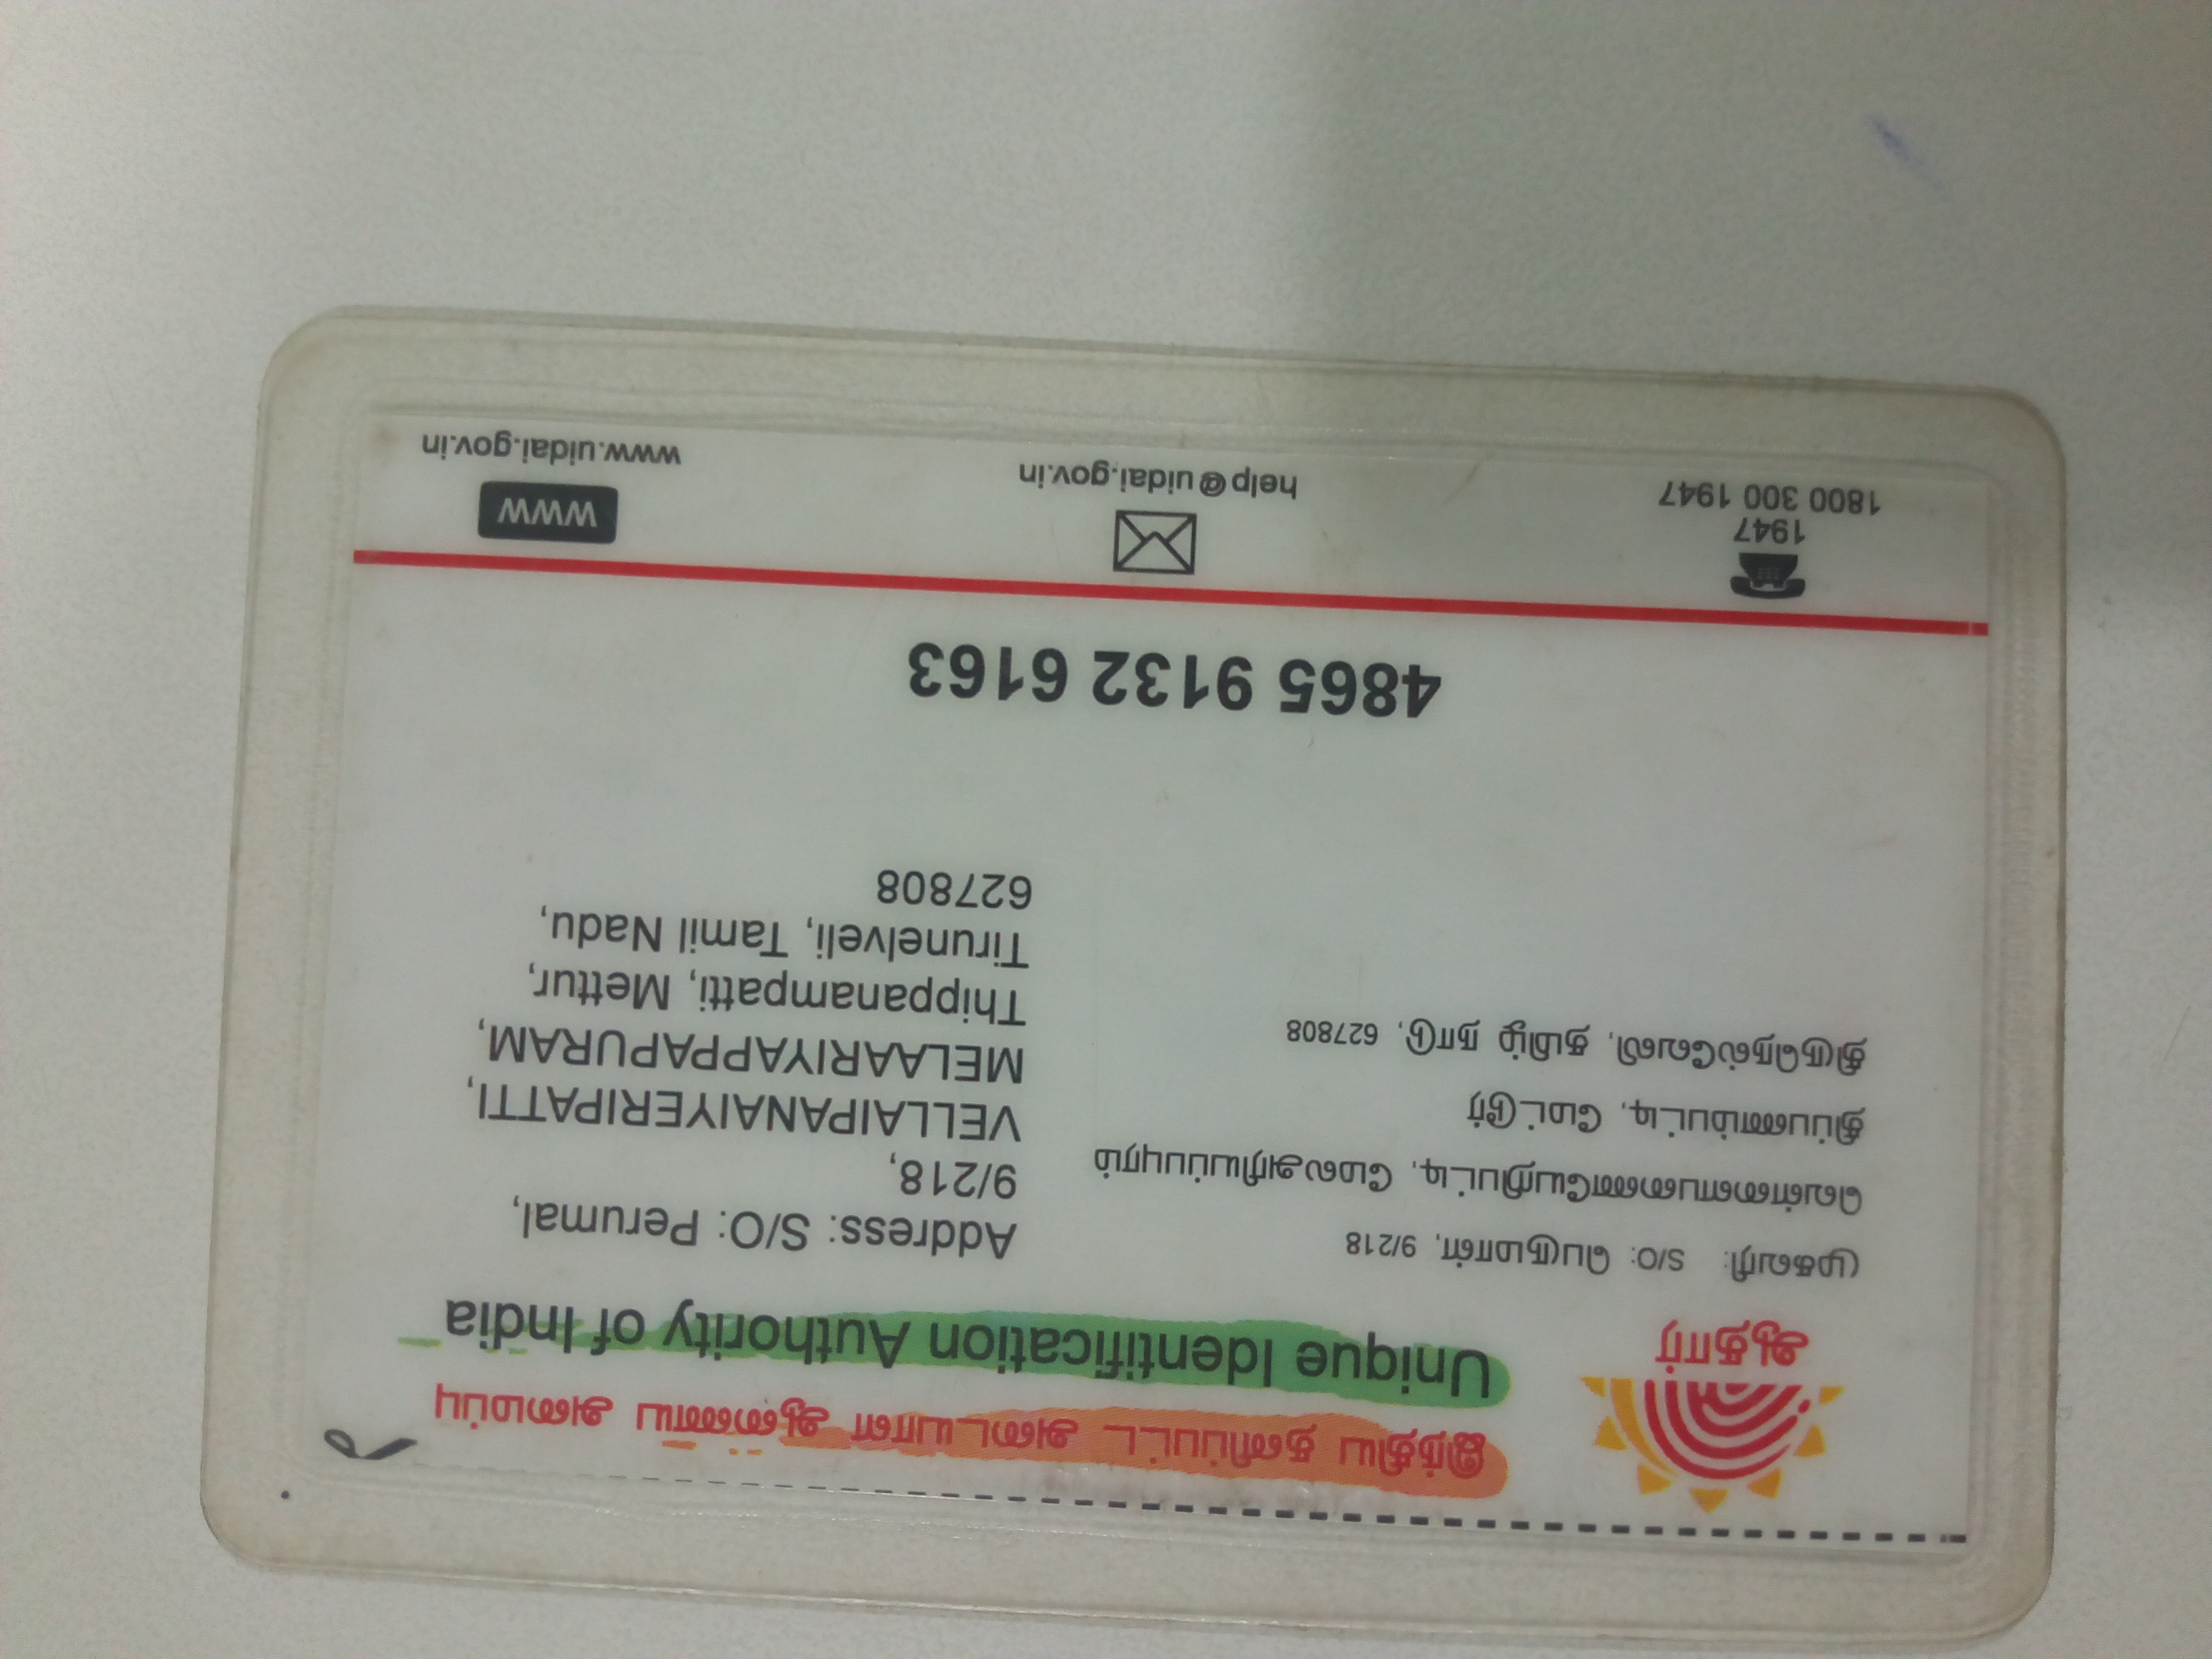 இந்திய தனிப்பட்ட அடையாள ஆணைய அமைப்பு
Unique Identification Authority of India
ஆதார்
முகவரி: S/O: பெருமாள், 9/218
வெள்ளைபனையேறிபட்டி, மேலஅரியப்பபுரம்
திப்பணம்பட்டி, மேட்டூர்
திருநெல்வேலி, தமிழ் நாடு, 627808
Address: S/O: Perumal,
9/218,
VELLAIPANAIYERIPATTI,
MELAARIYAPPAPURAM,
Thippanampatti, Mettur,
Tirunelveli, Tamil Nadu,
627808
4865 9132 6163
1947
1800 300 1947
help@uidai.gov.in
WWW
www.uidai.gov.in